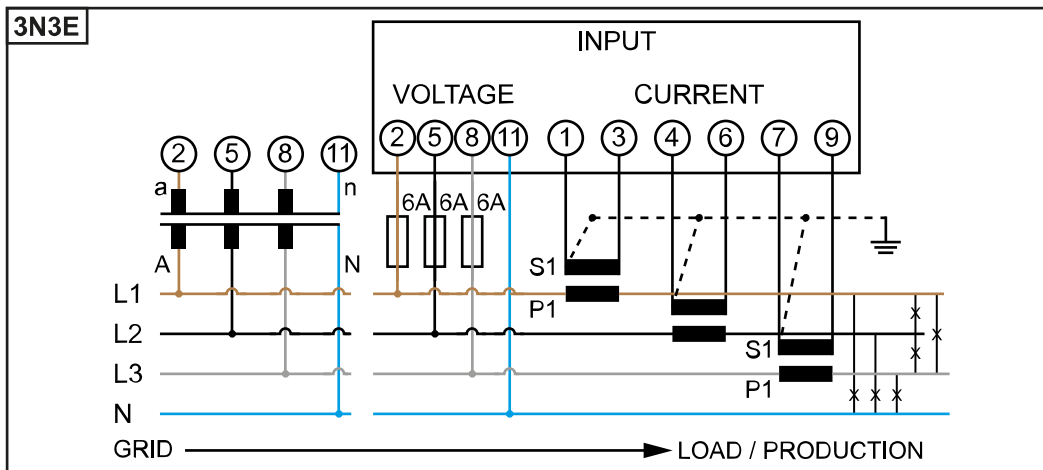 3N3E
INPUT
VOLTAGE CURRENT
2 5 8 11 1 3 4 6 7 9
2 5 8 11
a n
6A 6A 6A
A N
S1
L1 P1
L2
S1
L3
P1
N
GRID LOAD / PRODUCTION